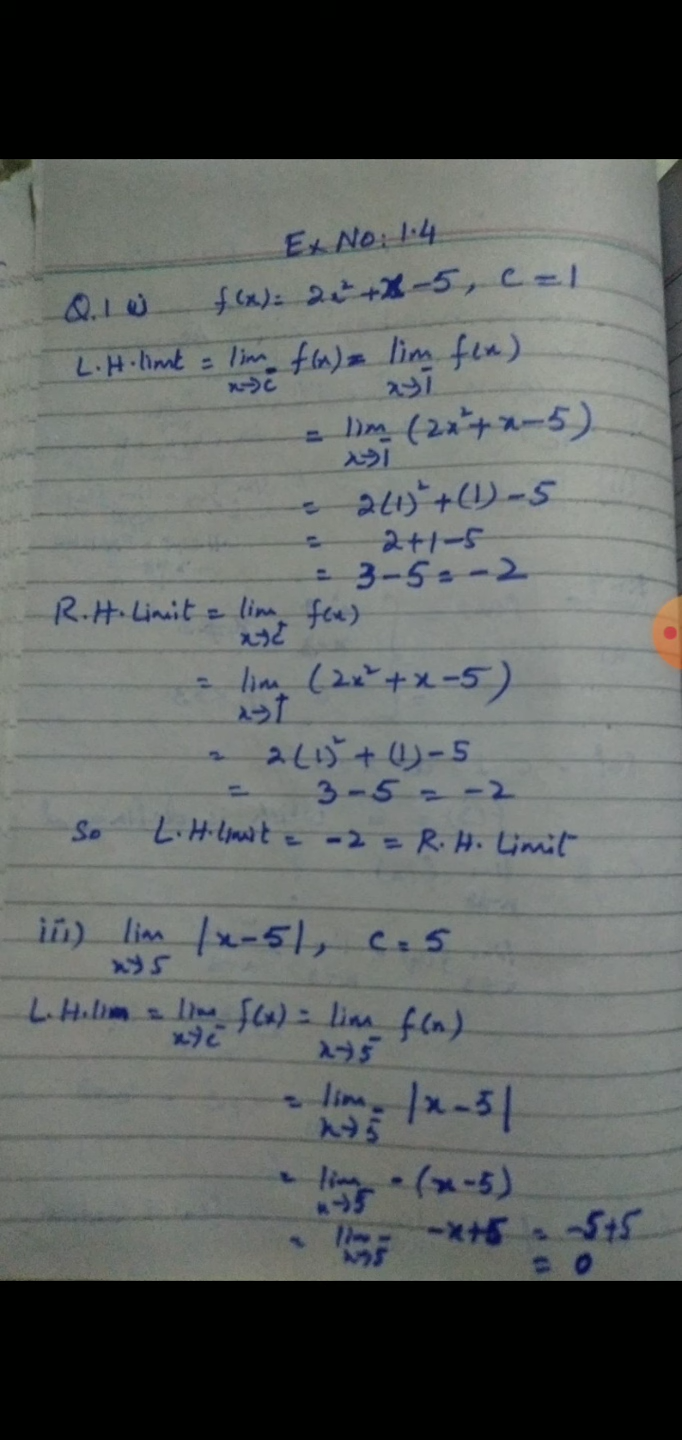 Ex No: 1.4
Q.1 i) f(x) = 2x² + x - 5, c = 1
L.H.limt = lim x→c⁻ f(x) = lim x→1⁻ f(x)
= lim x→1⁻ (2x² + x - 5)
= 2(1)² + (1) - 5
= 2+1-5
= 3-5 = -2
R.H.Limit = lim x→c⁺ f(x)
= lim x→1⁺ (2x² + x - 5)
= 2(1)² + (1) - 5
= 3 - 5 = -2
So L.H.limit = -2 = R.H. Limit
iii) lim x→5 |x-5|, c = 5
L.H.lim = lim x→c⁻ f(x) = lim x→5⁻ f(x)
= lim x→5⁻ |x-5|
= lim x→5⁻ -(x-5)
= lim x→5⁻ -x+5 = -5+5
= 0